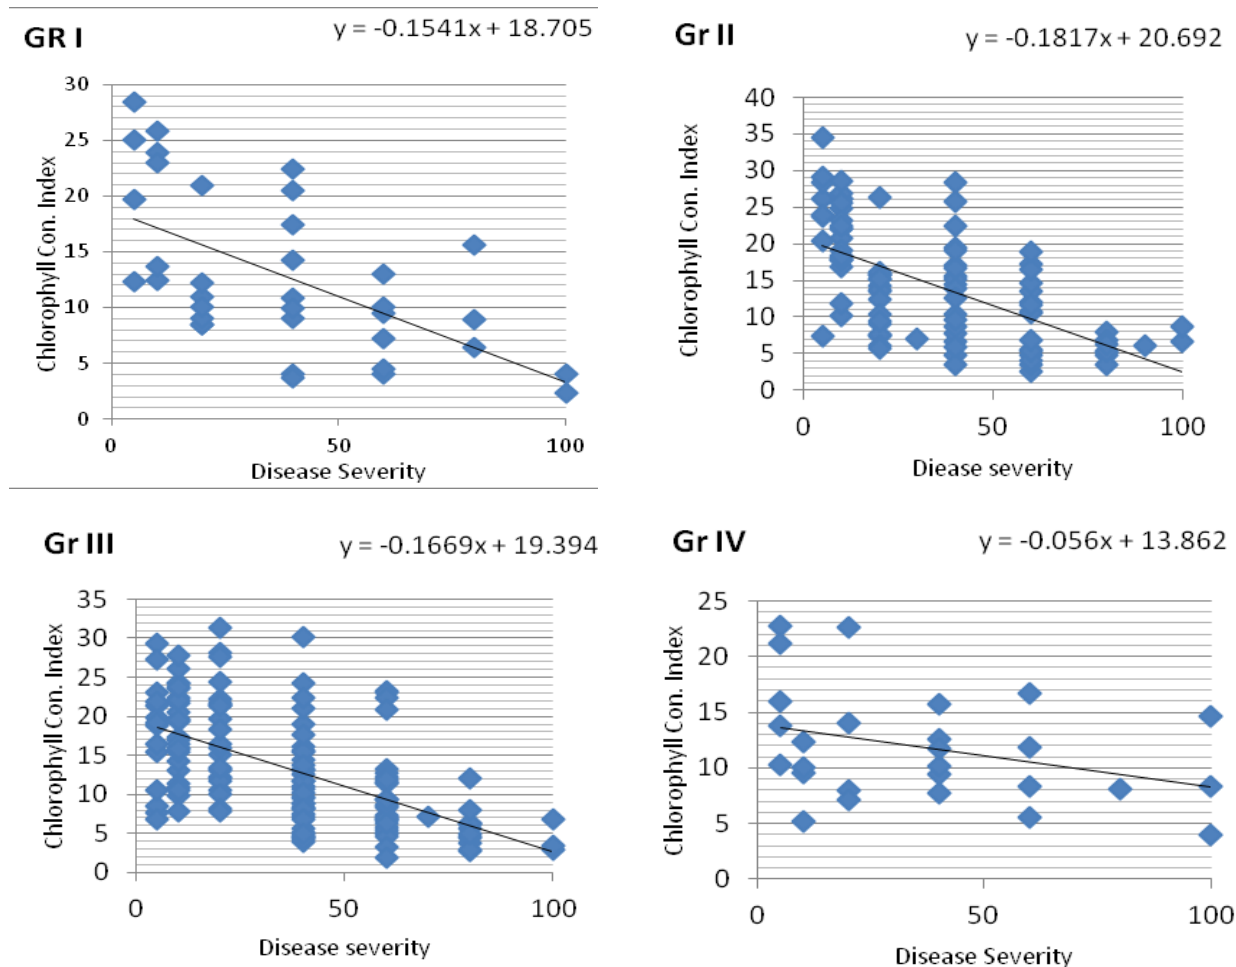 GR I
y = -0.1541x + 18.705
30
25
20
15
10
5
0
Chlorophyll Con. Index
0 50 100
Disease Severity
Gr II
y = -0.1817x + 20.692
40
35
30
25
20
15
10
5
0
Chlorophyll Con. Index
0 50 100
Diease severity
Gr III
y = -0.1669x + 19.394
35
30
25
20
15
10
5
0
Chlorophyll Con. Index
0 50 100
Disease severity
Gr IV
y = -0.056x + 13.862
25
20
15
10
5
0
Chlorophyll Con. Index
0 50 100
Disease Severity